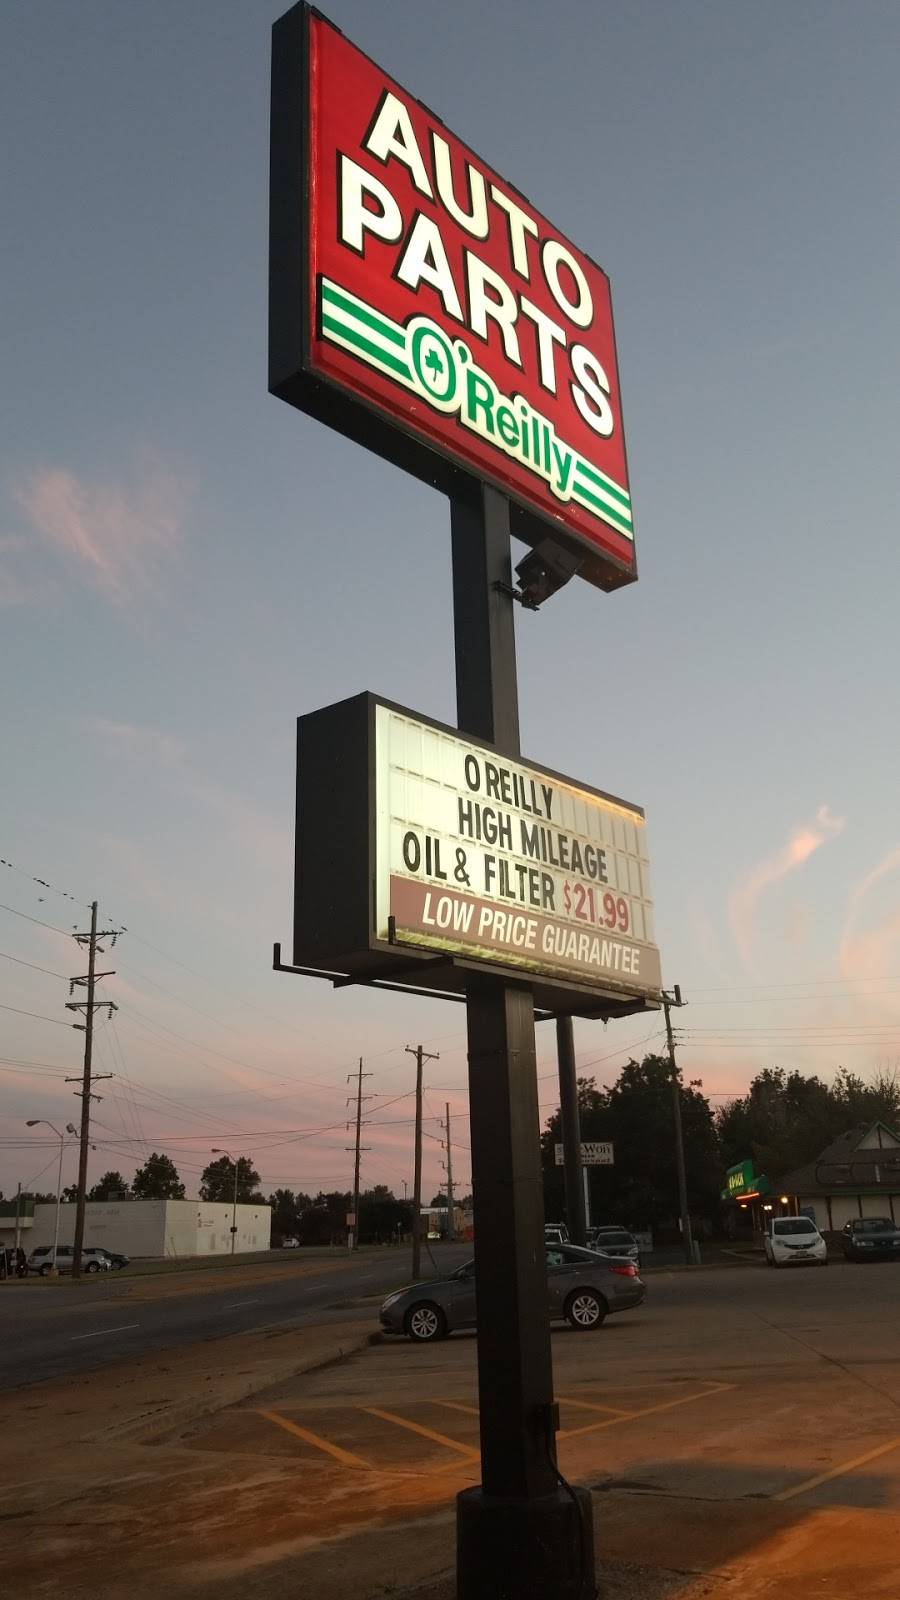 AUTO
PARTS
O'Reilly
O REILLY
HIGH MILEAGE
OIL & FILTER $21.99
LOW PRICE GUARANTEE